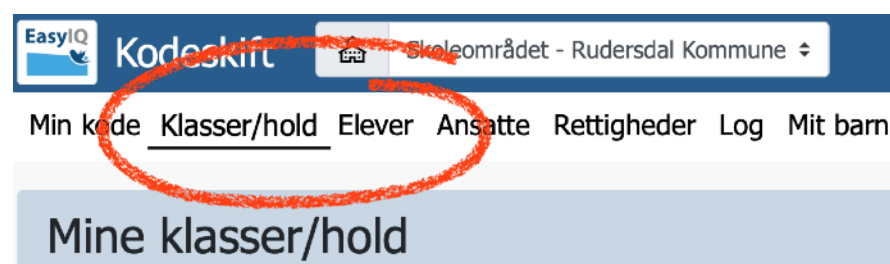 EasyIQ
Kodeskift Skoleområdet - Rudersdal Kommune
Min kode Klasser/hold Elever Ansatte Rettigheder Log Mit barn
Mine klasser/hold